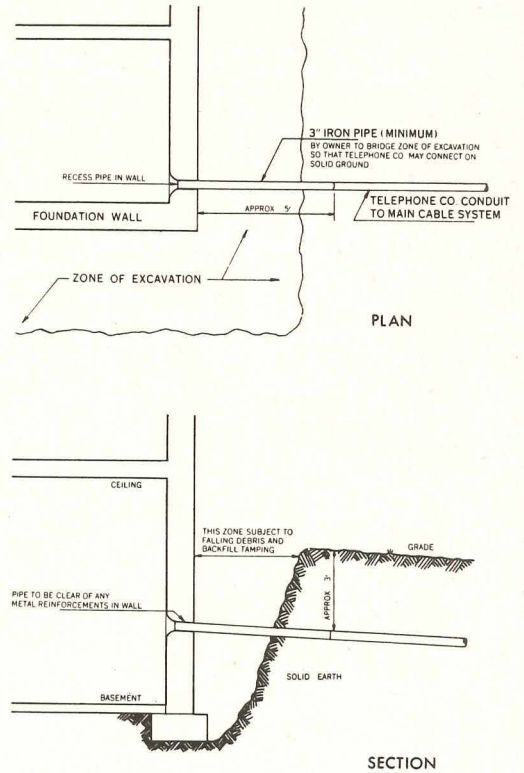 3" IRON PIPE (MINIMUM)
BY OWNER TO BRIDGE ZONE OF EXCAVATION
SO THAT TELEPHONE CO MAY CONNECT ON
SOLID GROUND
RECESS PIPE IN WALL
APPROX 5'
TELEPHONE CO. CONDUIT
TO MAIN CABLE SYSTEM
FOUNDATION WALL
ZONE OF EXCAVATION
PLAN
CEILING
THIS ZONE SUBJECT TO
FALLING DEBRIS AND
BACKFILL TAMPING
GRADE
PIPE TO BE CLEAR OF ANY
METAL REINFORCEMENTS IN WALL
APPROX 3'
SOLID EARTH
BASEMENT
SECTION